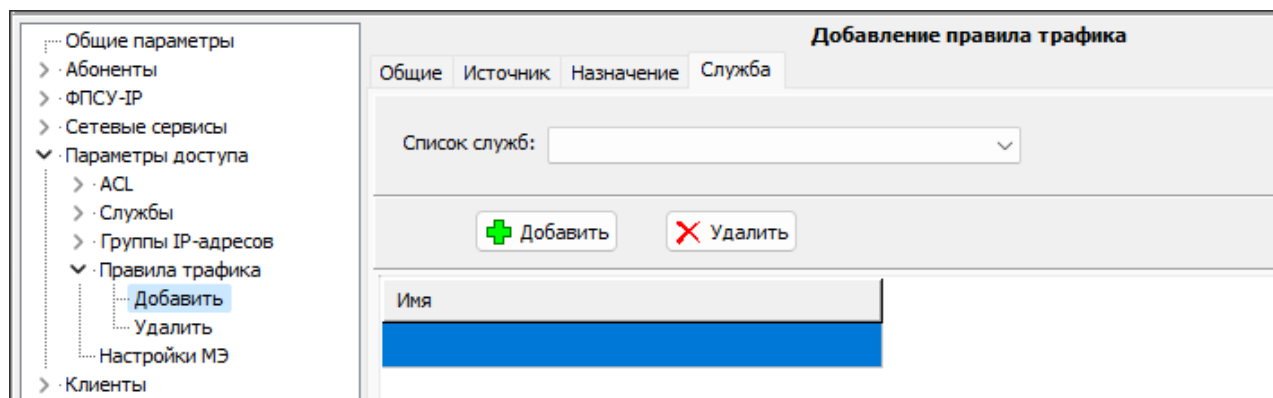 Общие параметры
Абоненты
ФПСУ-IP
Сетевые сервисы
Параметры доступа
ACL
Службы
Группы IP-адресов
Правила трафика
Добавить
Удалить
Настройки МЭ
Клиенты
Добавление правила трафика
Общие Источник Назначение Служба
Список служб:
Добавить Удалить
Имя